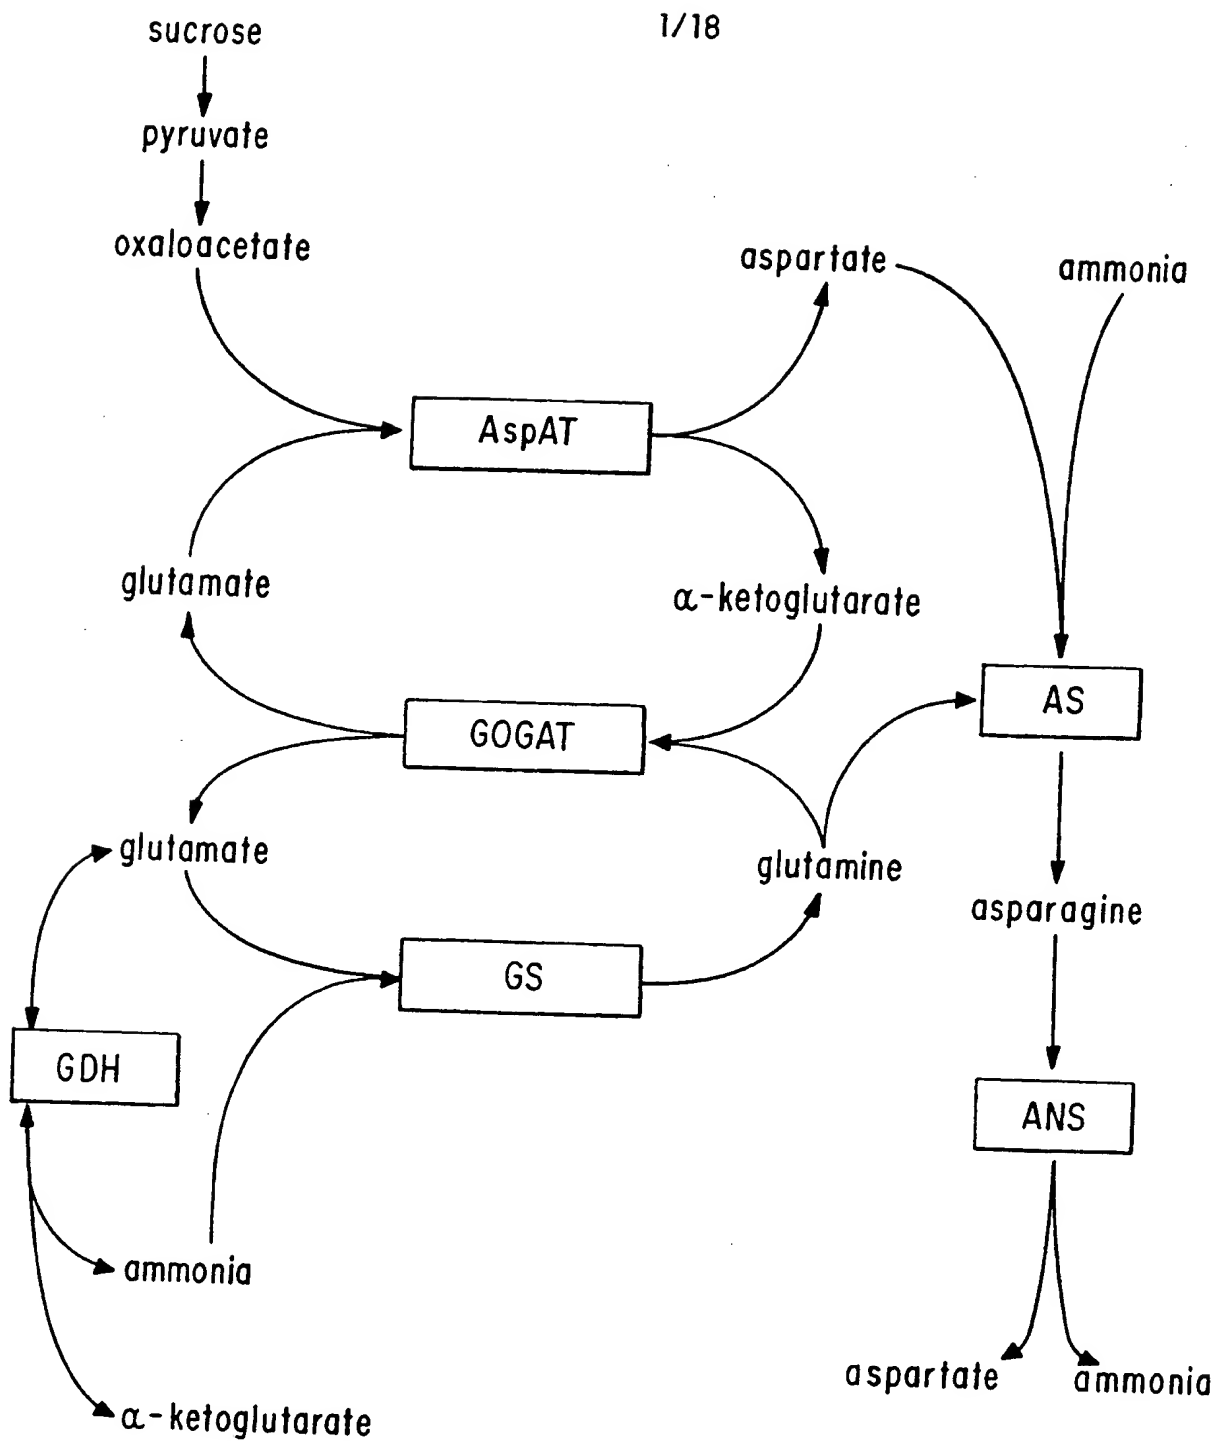 1/18
sucrose
pyruvate
oxaloacetate
aspartate
ammonia
AspAT
glutamate
α-ketoglutarate
AS
GOGAT
glutamate
glutamine
asparagine
GS
GDH
ANS
ammonia
aspartate
ammonia
α-ketoglutarate